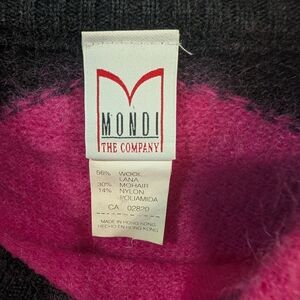 MONDI
THE COMPANY
56% WOOL
LANA
30% MOHAIR
14% NYLON
POLIAMIDA
CA 02820
MADE IN HONG KONG
HECHO EN HONG KONG